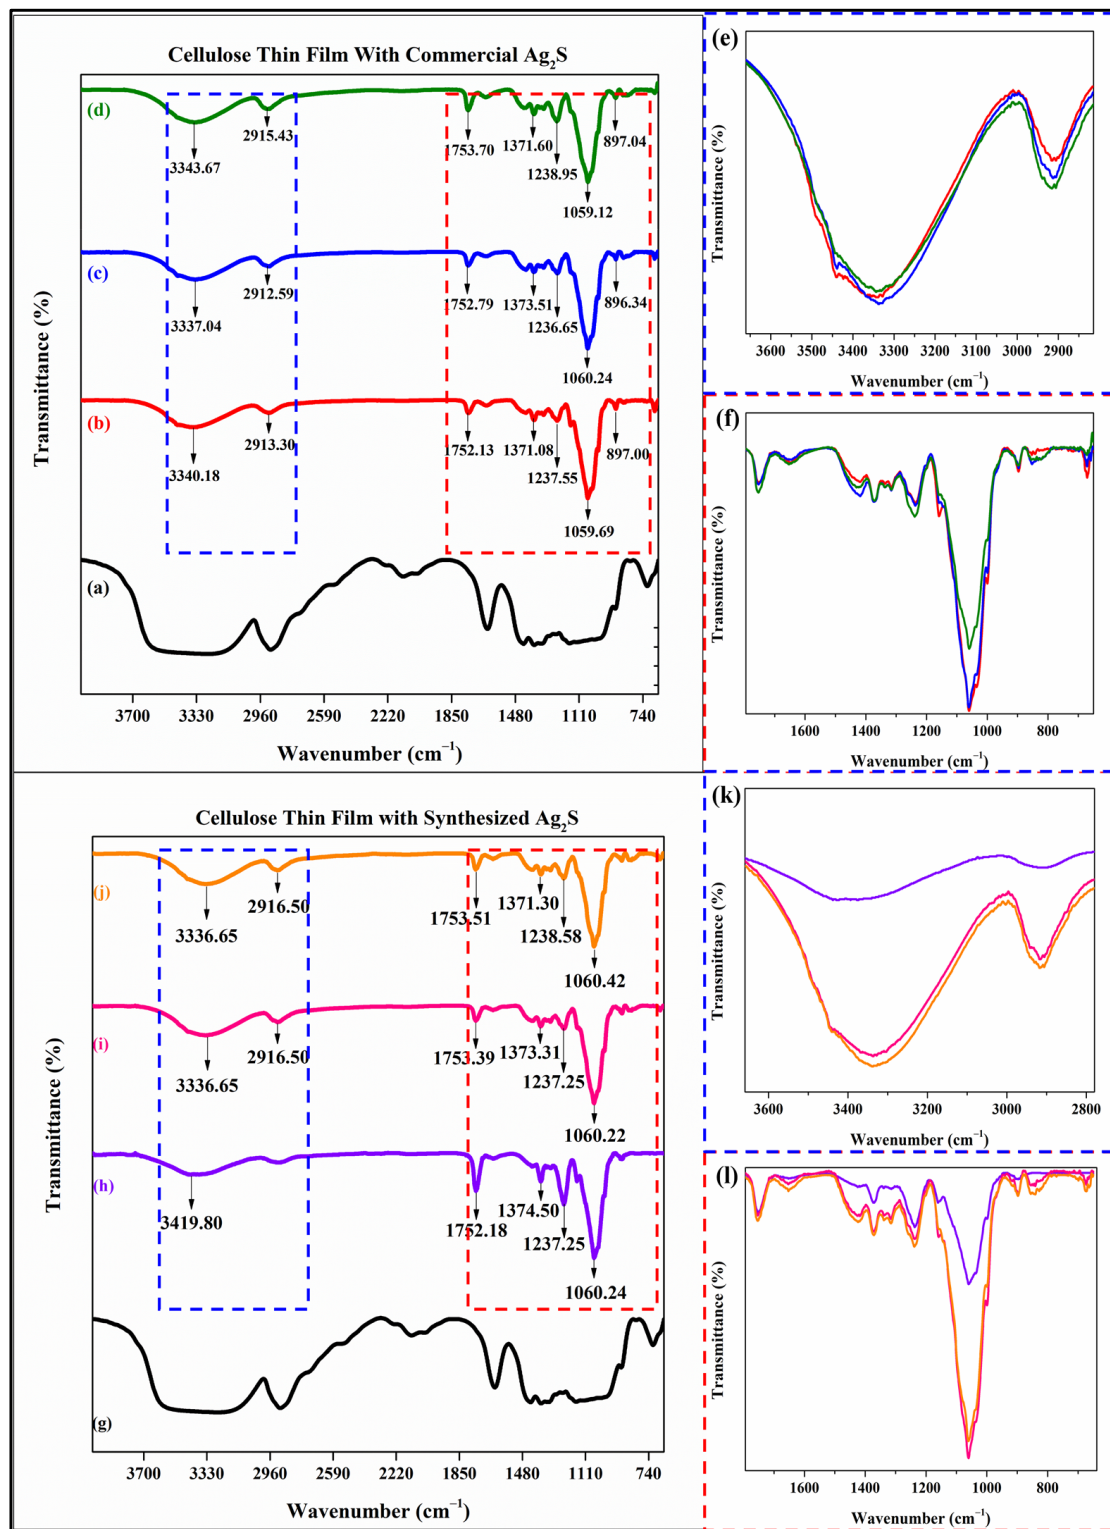 Cellulose Thin Film With Commercial Ag₂S
(d)
3343.67
2915.43
1753.70
1371.60
1238.95
1059.12
897.04
(c)
3337.04
2912.59
1752.79
1373.51
1236.65
1060.24
896.34
(b)
3340.18
2913.30
1752.13
1371.08
1237.55
1059.69
897.00
(a)
Transmittance (%)
3700 3330 2960 2590 2220 1850 1480 1110 740
Wavenumber (cm⁻¹)
(e)
Transmittance (%)
3600 3500 3400 3300 3200 3100 3000 2900
Wavenumber (cm⁻¹)
(f)
Transmittance (%)
1600 1400 1200 1000 800
Wavenumber (cm⁻¹)
Cellulose Thin Film with Synthesized Ag₂S
(j)
3336.65
2916.50
1753.51
1371.30
1238.58
1060.42
(i)
3336.65
2916.50
1753.39
1373.31
1237.25
1060.22
(h)
3419.80
1752.18
1374.50
1237.25
1060.24
(g)
Transmittance (%)
3700 3330 2960 2590 2220 1850 1480 1110 740
Wavenumber (cm⁻¹)
(k)
Transmittance (%)
3600 3400 3200 3000 2800
Wavenumber (cm⁻¹)
(l)
Transmittance (%)
1600 1400 1200 1000 800
Wavenumber (cm⁻¹)